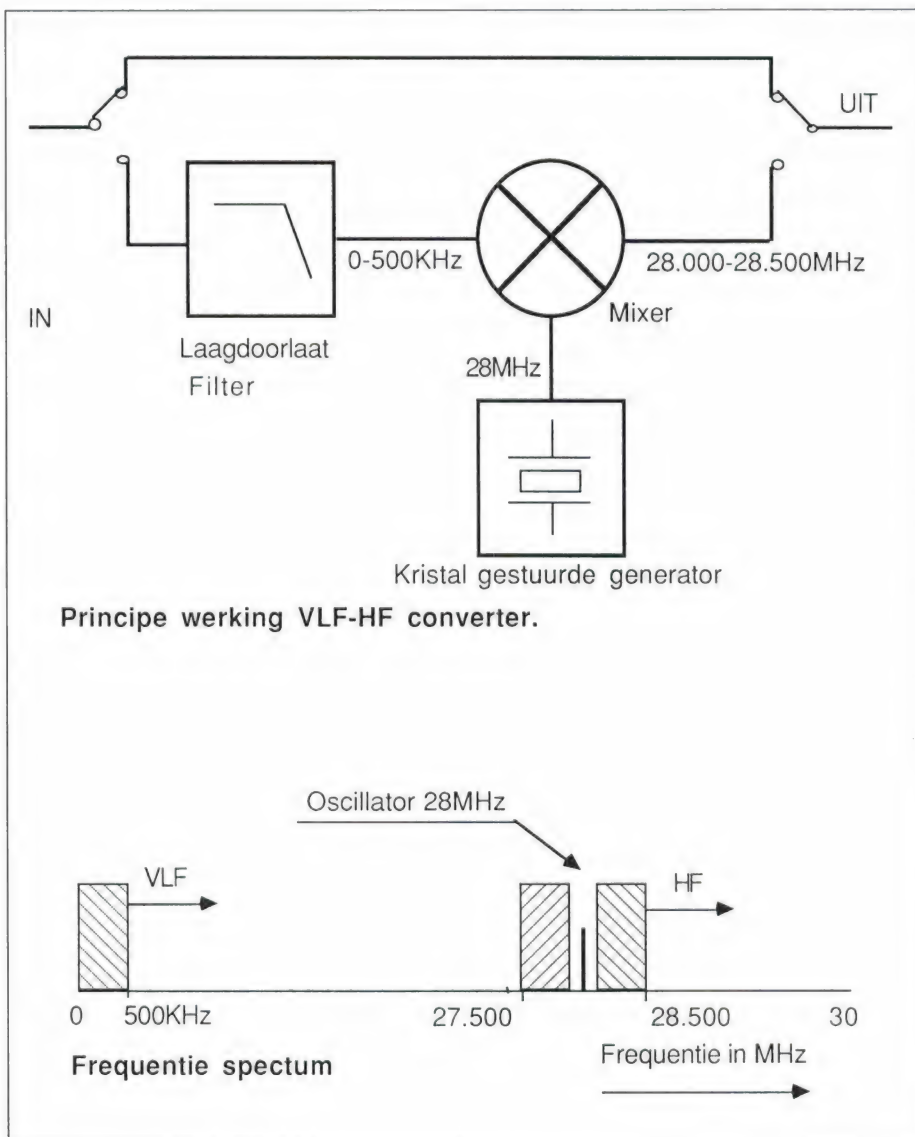 UIT
0-500KHz
28.000-28.500MHz
IN
Mixer
Laagdoorlaat
Filter
28MHz
Kristal gestuurde generator
Principe werking VLF-HF converter.
Oscillator 28MHz
VLF
HF
0 500KHz 27.500 28.500 30
Frequentie spectum
Frequentie in MHz